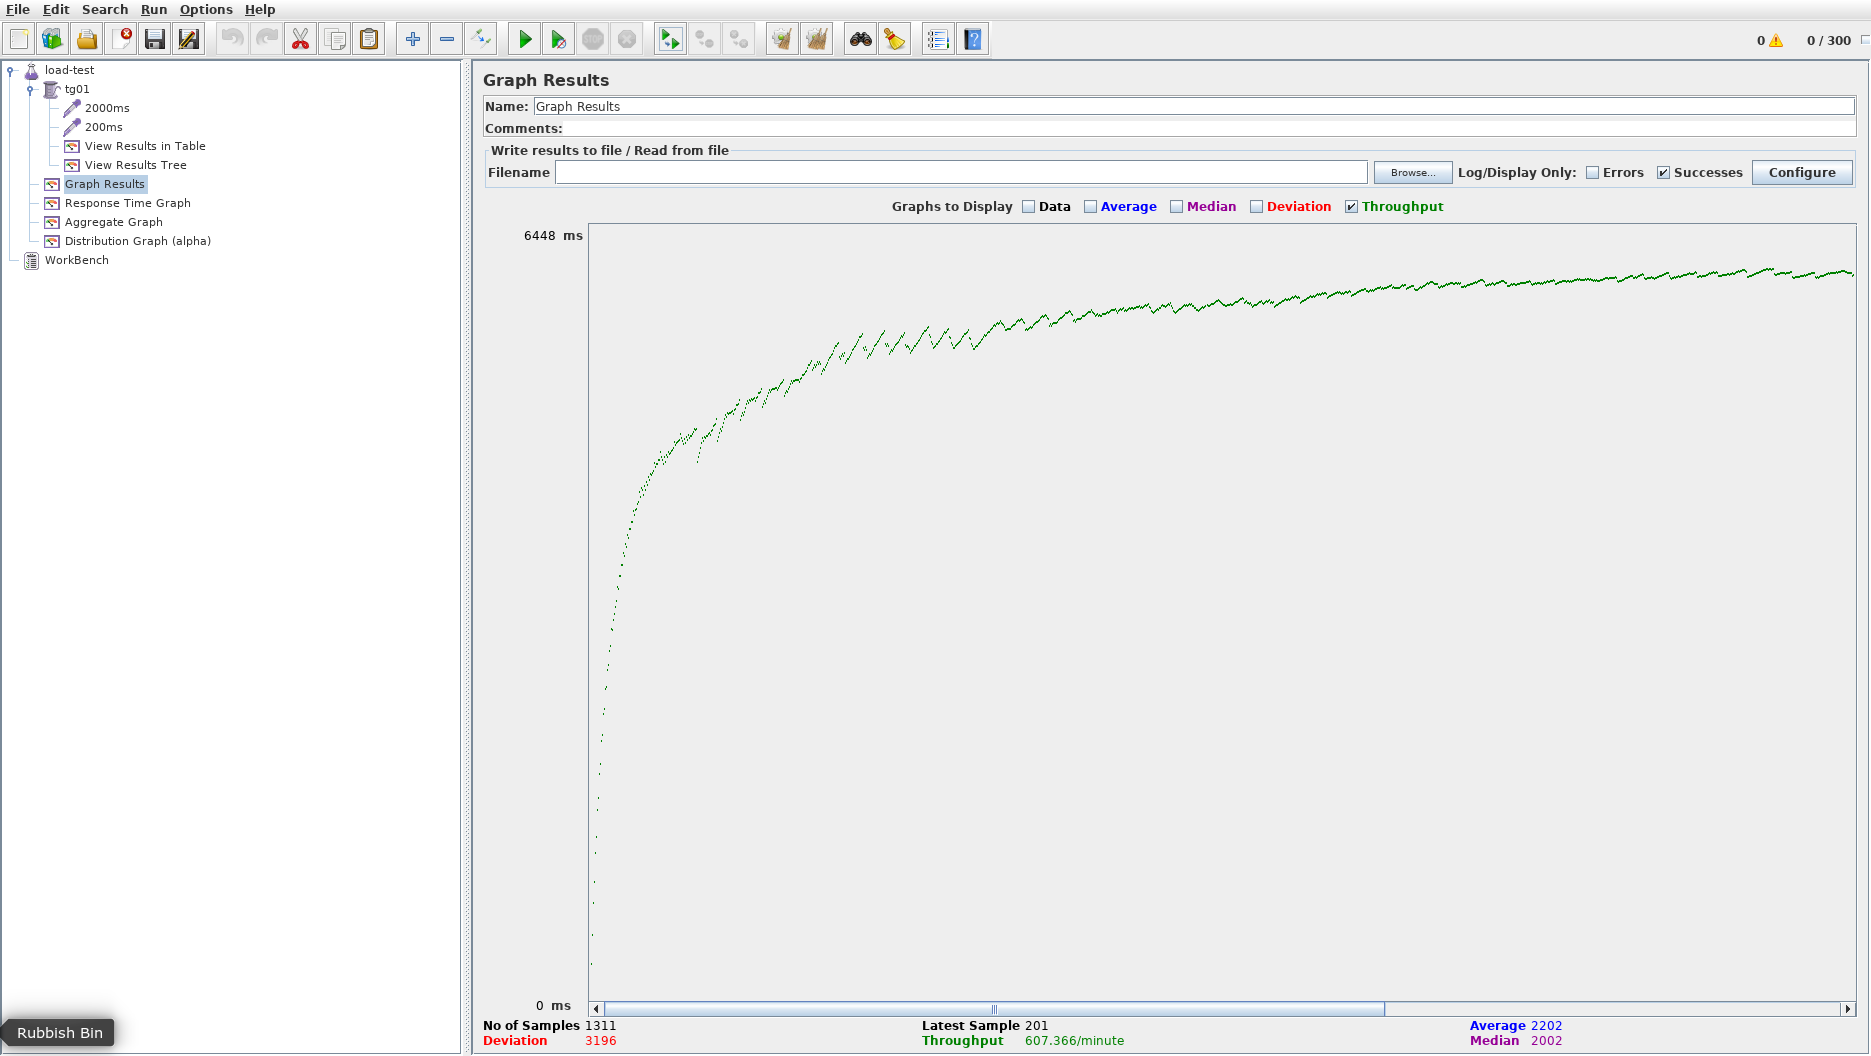 File Edit Search Run Options Help
0 0 / 300
load-test
tg01
2000ms
200ms
View Results in Table
View Results Tree
Graph Results
Response Time Graph
Aggregate Graph
Distribution Graph (alpha)
WorkBench
Rubbish Bin
Graph Results
Name: Graph Results
Comments:
Write results to file / Read from file
Filename Browse... Log/Display Only: Errors Successes Configure
Graphs to Display Data Average Median Deviation Throughput
6448 ms
0 ms
No of Samples 1311 Latest Sample 201 Average 2202
Deviation 3196 Throughput 607.366/minute Median 2002